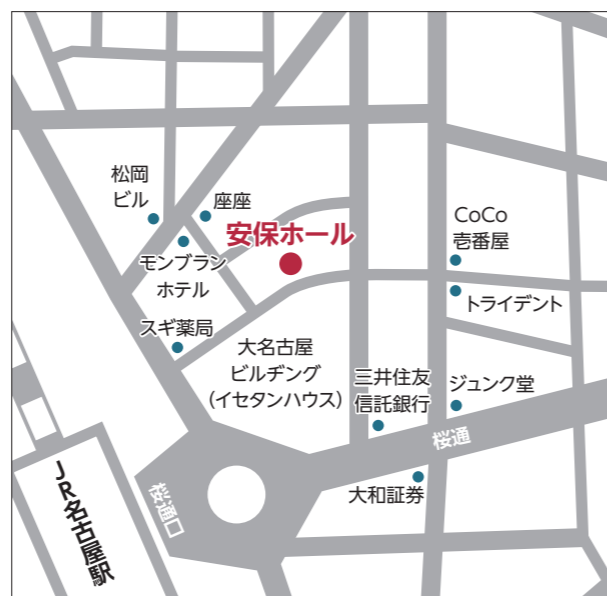 松岡
ビル
座座
安保ホール
CoCo
壱番屋
モンブラン
ホテル
トライデント
スギ薬局
大名古屋
ビルヂング
(イセタンハウス)
三井住友
信託銀行
ジュンク堂
桜通
大和証券
桜通口
JR名古屋駅